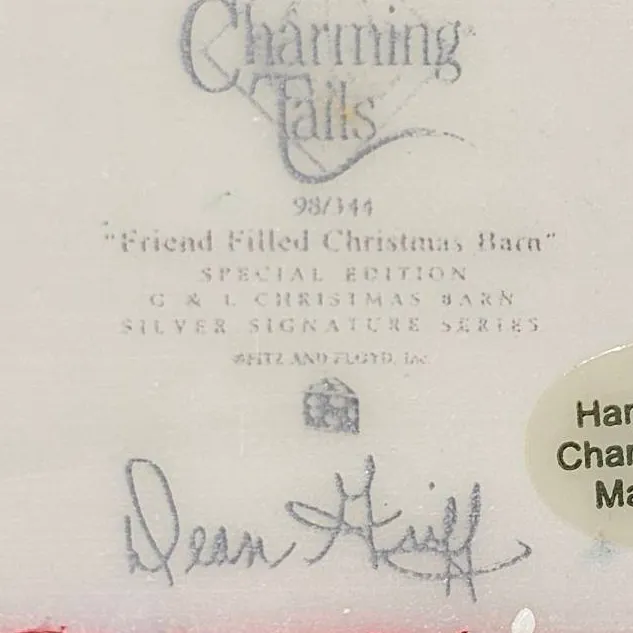 Charming
Tails
98/344
"Friend Filled Christmas Barn"
SPECIAL EDITION
G & L CHRISTMAS BARN
SILVER SIGNATURE SERIES
©FITZ AND FLOYD, Inc.
Dean Griff
Har
Char
Ma